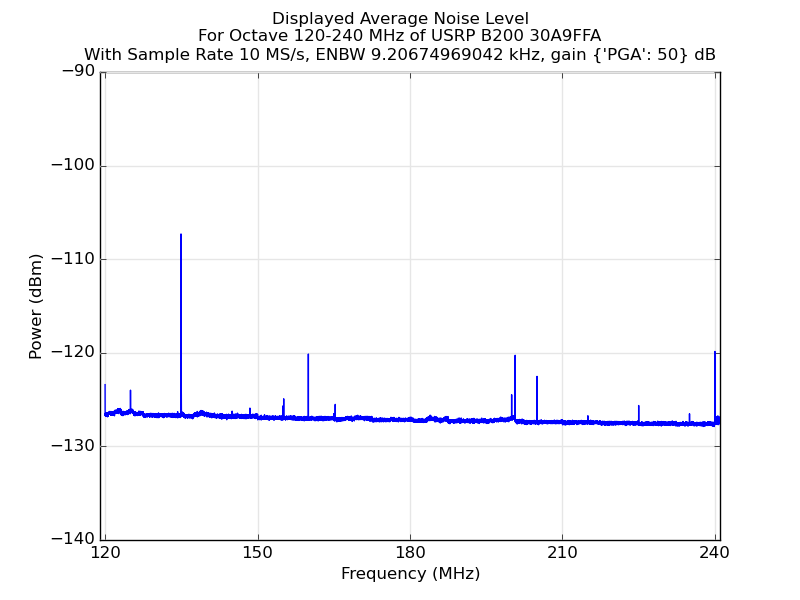 Displayed Average Noise Level
For Octave 120-240 MHz of USRP B200 30A9FFA
With Sample Rate 10 MS/s, ENBW 9.20674969042 kHz, gain {'PGA': 50} dB
−90
−100
−110
−120
−130
−140
Power (dBm)
120 150 180 210 240
Frequency (MHz)